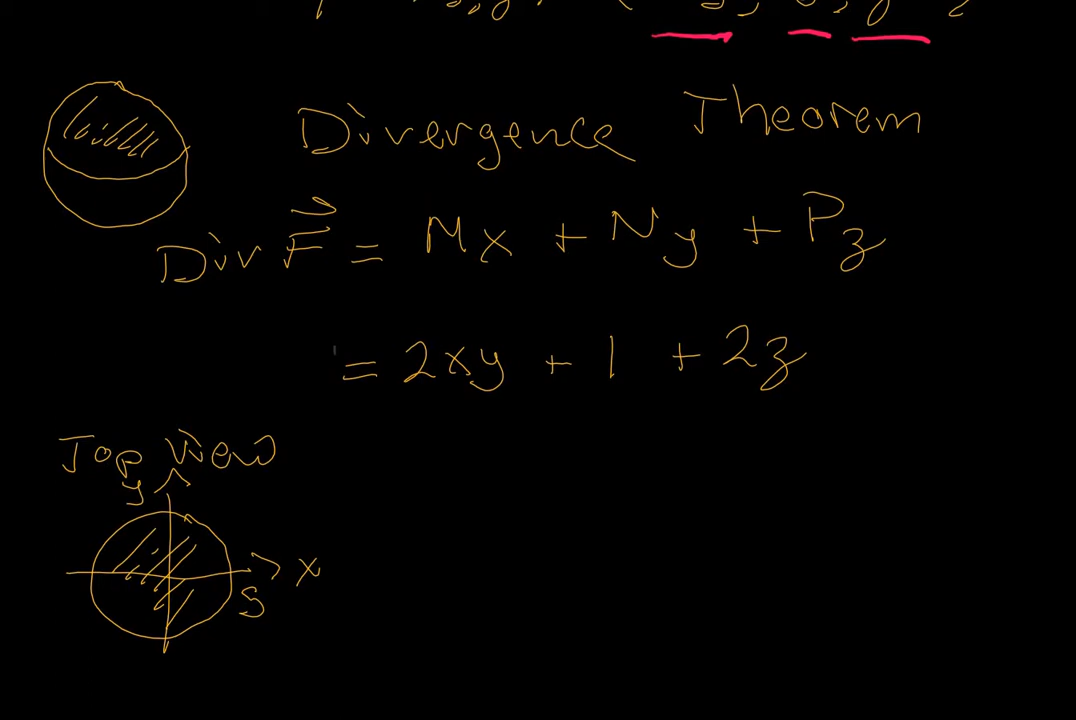 Divergence Theorem
Div F⃗ = Mx + Ny + Pz
= 2xy + 1 + 2z
Top View
y
x
5